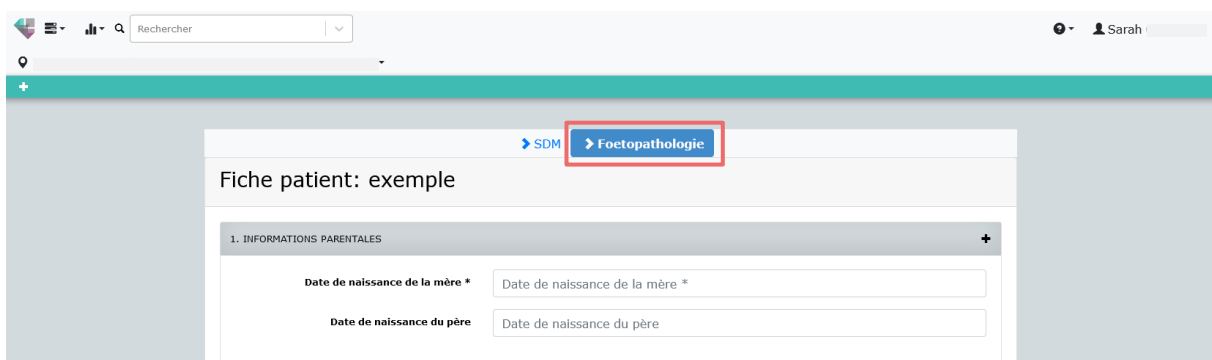 Rechercher
Sarah
SDM
Foetopathologie
Fiche patient: exemple
1. INFORMATIONS PARENTALES
Date de naissance de la mère * Date de naissance de la mère *
Date de naissance du père Date de naissance du père